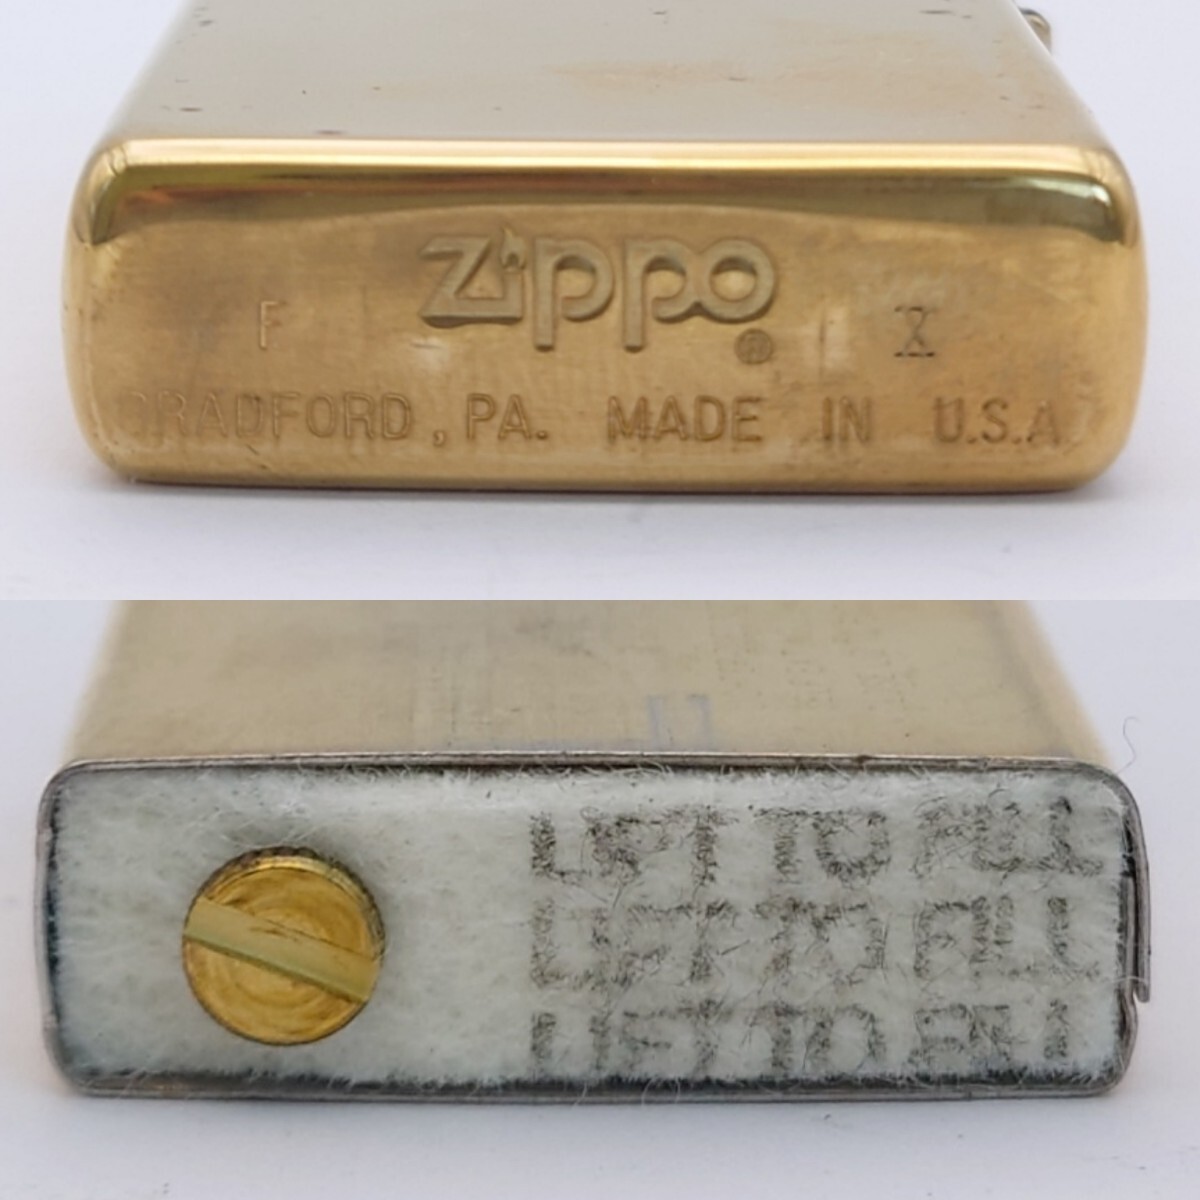 Zippo ®
F X
BRADFORD, PA. MADE IN U.S.A.
LIFT TO FILL
LIFT TO FILL
LIFT TO FILL